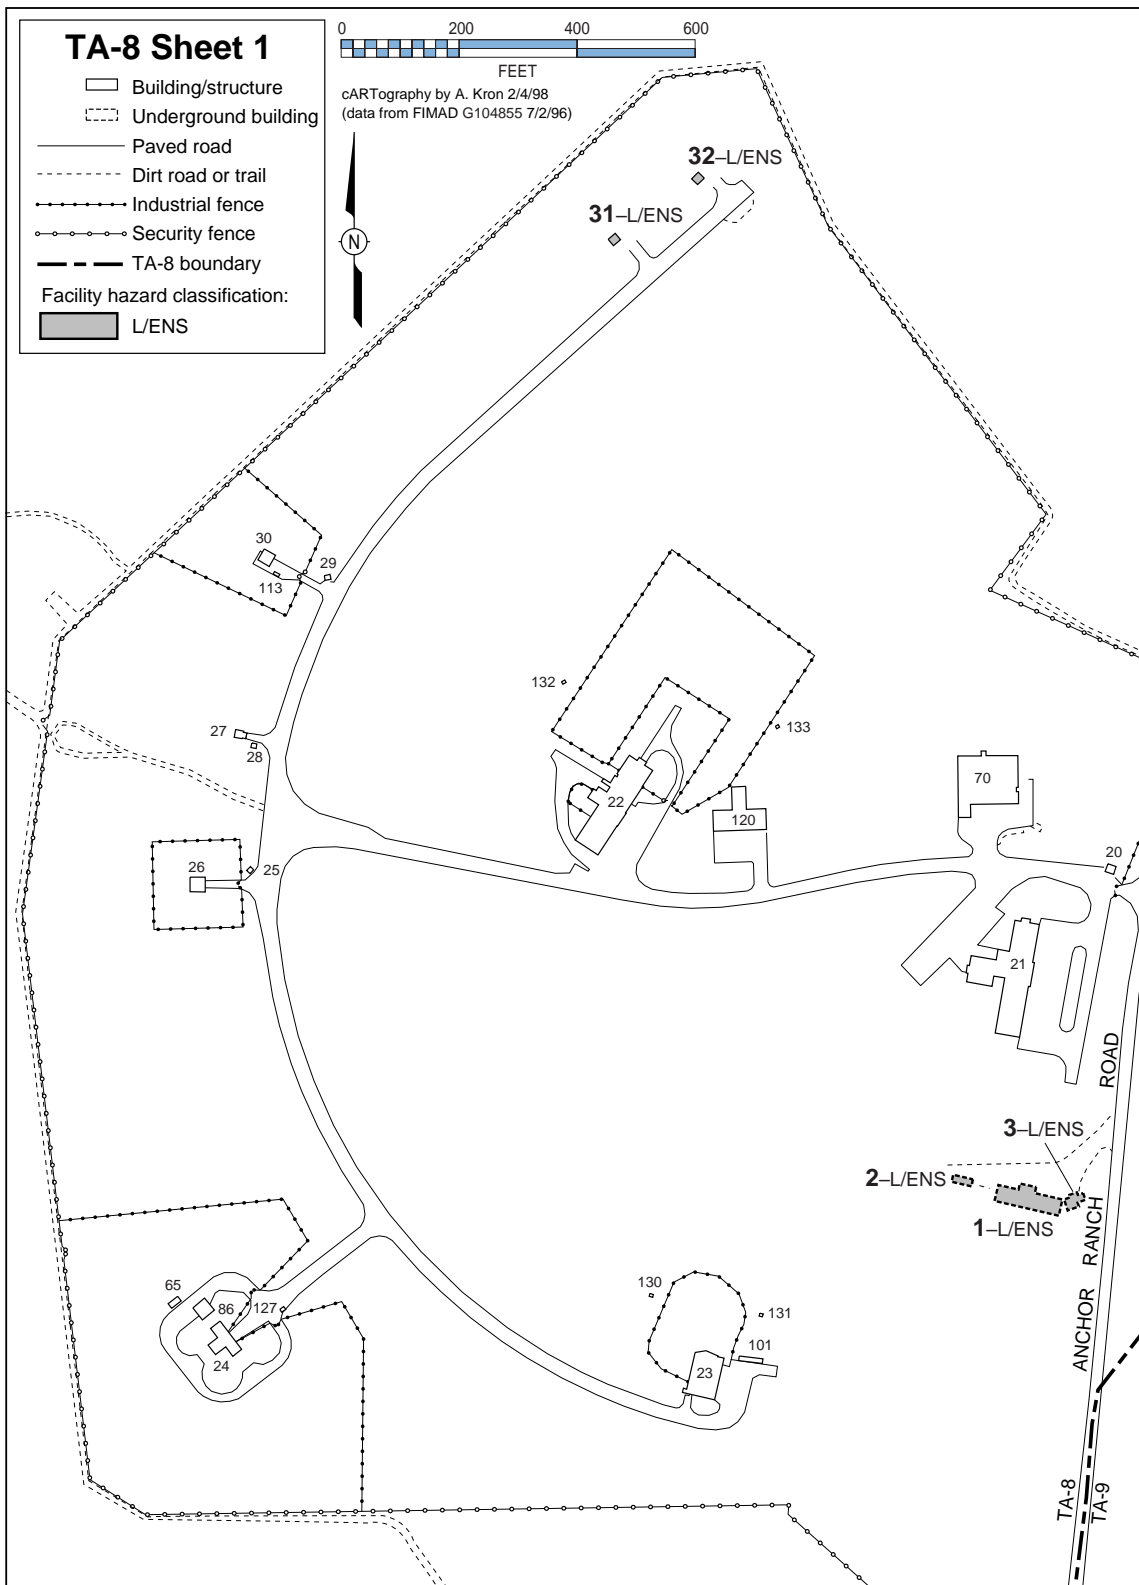 TA-8 Sheet 1
Building/structure
Underground building
Paved road
Dirt road or trail
Industrial fence
Security fence
TA-8 boundary
Facility hazard classification:
L/ENS
0 200 400 600
FEET
cARTography by A. Kron 2/4/98
(data from FIMAD G104855 7/2/96)
N
32–L/ENS
31–L/ENS
30
29
113
132
27
28
133
22
120
70
20
26
25
21
ROAD
3–L/ENS
2–L/ENS
1–L/ENS
RANCH
ANCHOR
65
86
127
24
130
131
101
23
TA-8
TA-9